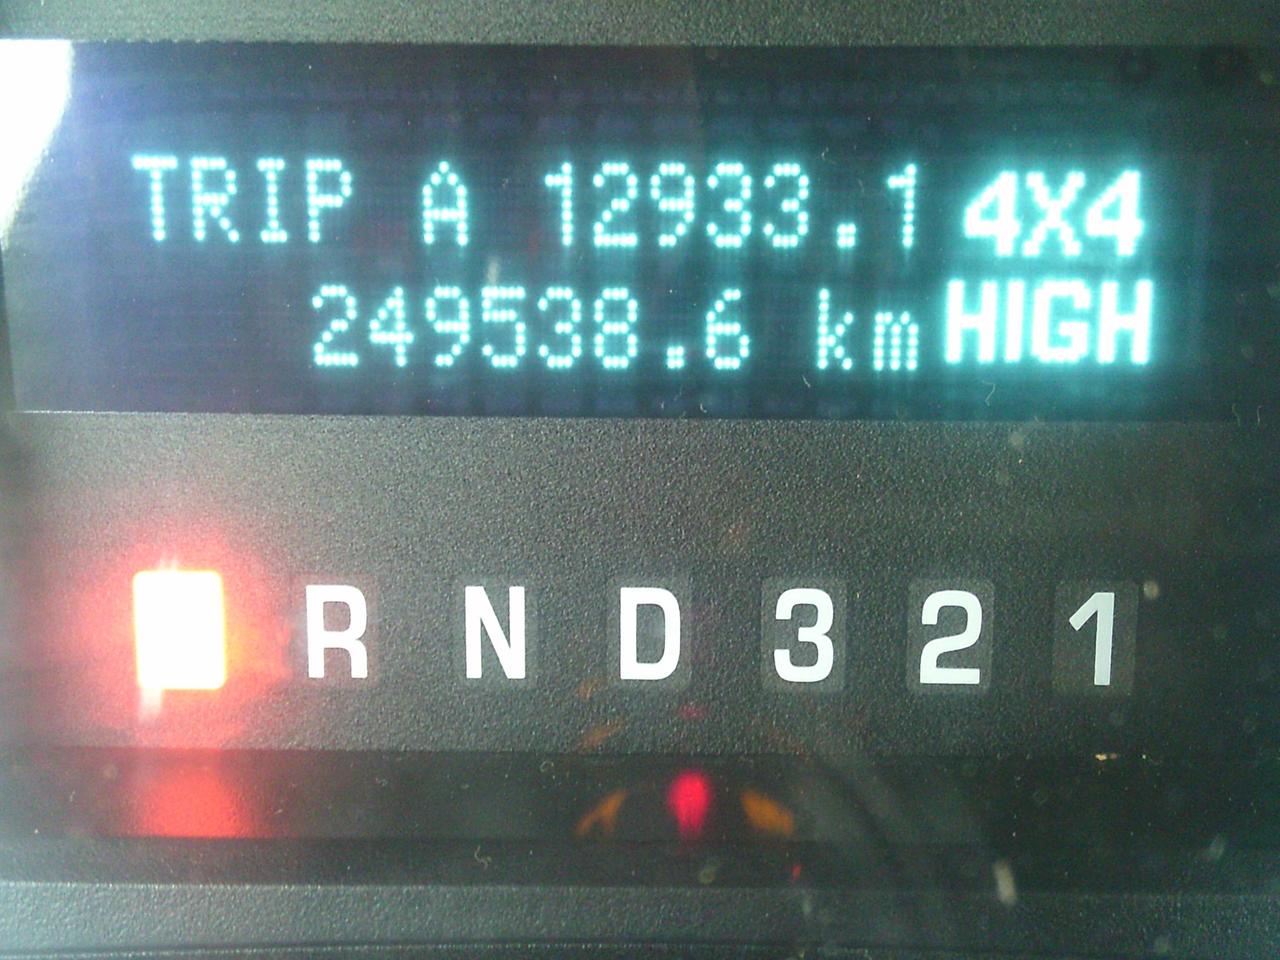 TRIP A 12933.1 4X4
249538.6 km HIGH
R N D 3 2 1